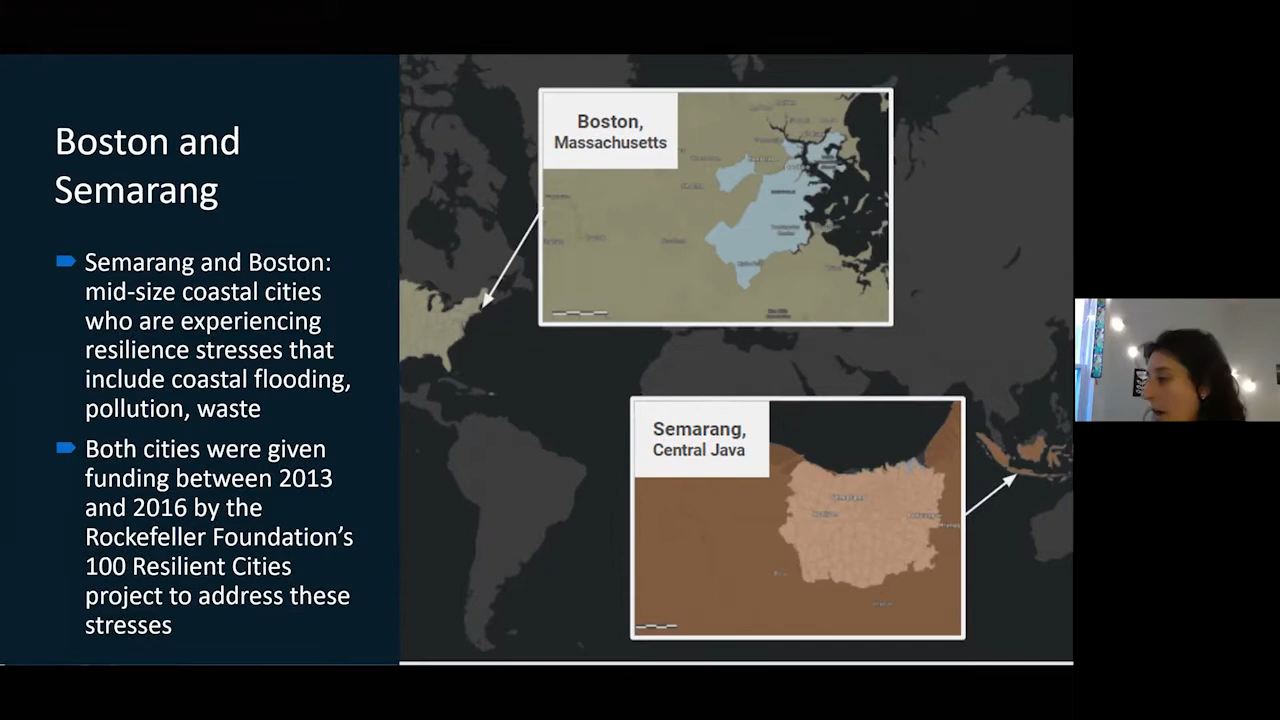 Boston and
Semarang
Semarang and Boston:
mid-size coastal cities
who are experiencing
resilience stresses that
include coastal flooding,
pollution, waste
Both cities were given
funding between 2013
and 2016 by the
Rockefeller Foundation's
100 Resilient Cities
project to address these
stresses
Boston,
Massachusetts
Semarang,
Central Java